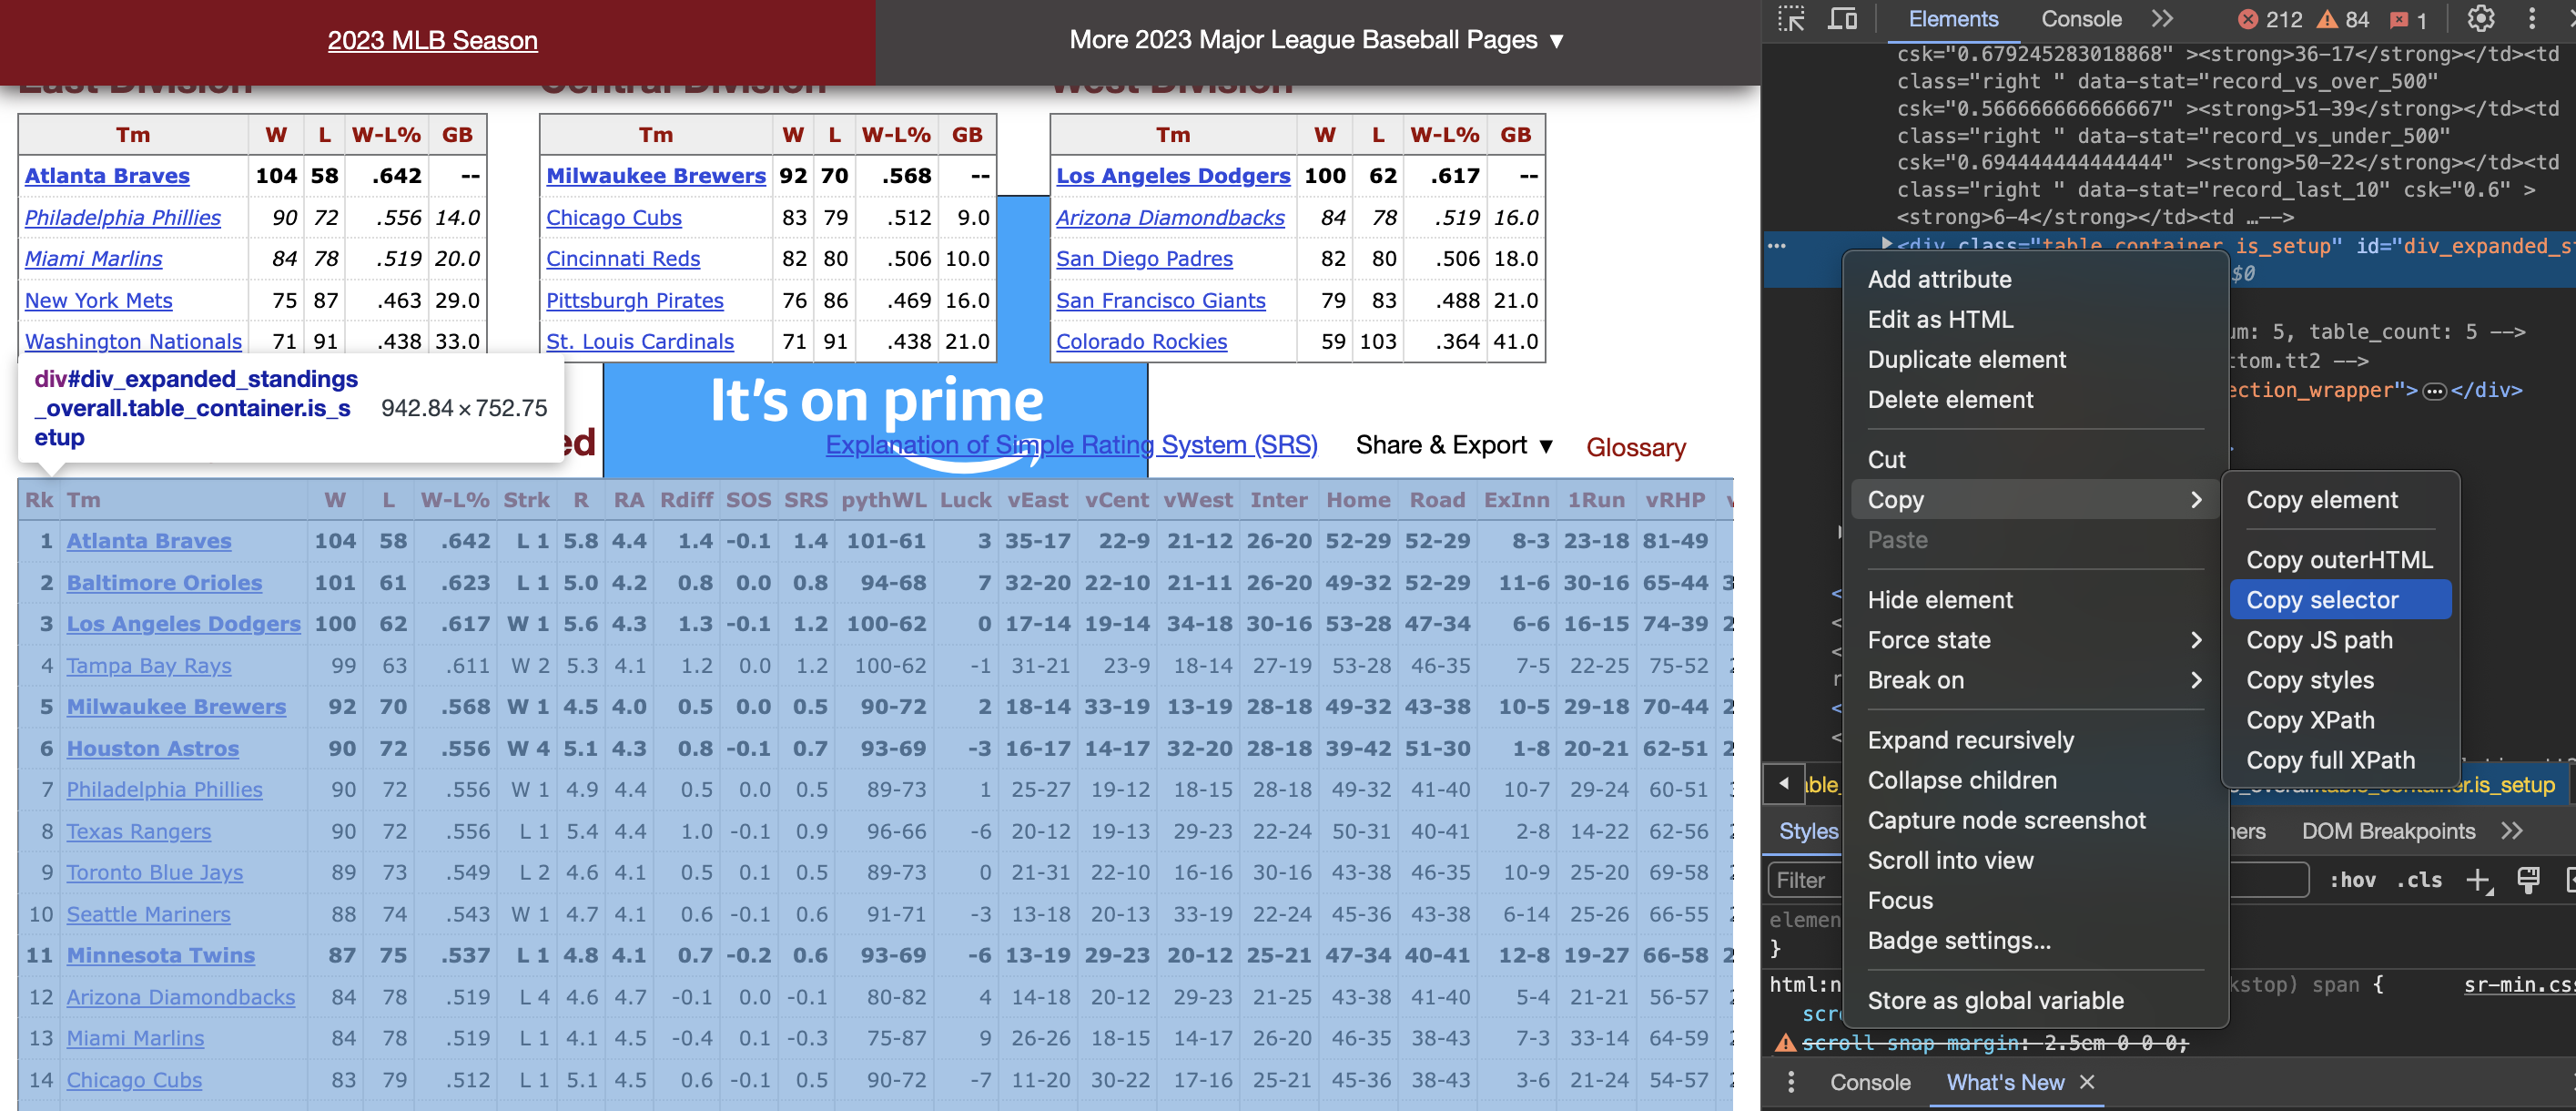 2023 MLB Season
More 2023 Major League Baseball Pages ▼
East Division Central Division West Division
Tm W L W-L% GB
Atlanta Braves 104 58 .642 --
Philadelphia Phillies 90 72 .556 14.0
Miami Marlins 84 78 .519 20.0
New York Mets 75 87 .463 29.0
Washington Nationals 71 91 .438 33.0
Tm W L W-L% GB
Milwaukee Brewers 92 70 .568 --
Chicago Cubs 83 79 .512 9.0
Cincinnati Reds 82 80 .506 10.0
Pittsburgh Pirates 76 86 .469 16.0
St. Louis Cardinals 71 91 .438 21.0
Tm W L W-L% GB
Los Angeles Dodgers 100 62 .617 --
Arizona Diamondbacks 84 78 .519 16.0
San Diego Padres 82 80 .506 18.0
San Francisco Giants 79 83 .488 21.0
Colorado Rockies 59 103 .364 41.0
div#div_expanded_standings
_overall.table_container.is_s
etup
942.84 × 752.75
ed
It's on prime
Explanation of Simple Rating System (SRS) Share & Export ▼ Glossary
Rk Tm W L W-L% Strk R RA Rdiff SOS SRS pythWL Luck vEast vCent vWest Inter Home Road ExInn 1Run vRHP
1 Atlanta Braves 104 58 .642 L 1 5.8 4.4 1.4 -0.1 1.4 101-61 3 35-17 22-9 21-12 26-20 52-29 52-29 8-3 23-18 81-49
2 Baltimore Orioles 101 61 .623 L 1 5.0 4.2 0.8 0.0 0.8 94-68 7 32-20 22-10 21-11 26-20 49-32 52-29 11-6 30-16 65-44
3 Los Angeles Dodgers 100 62 .617 W 1 5.6 4.3 1.3 -0.1 1.2 100-62 0 17-14 19-14 34-18 30-16 53-28 47-34 6-6 16-15 74-39
4 Tampa Bay Rays 99 63 .611 W 2 5.3 4.1 1.2 0.0 1.2 100-62 -1 31-21 23-9 18-14 27-19 53-28 46-35 7-5 22-25 75-52
5 Milwaukee Brewers 92 70 .568 W 1 4.5 4.0 0.5 0.0 0.5 90-72 2 18-14 33-19 13-19 28-18 49-32 43-38 10-5 29-18 70-44
6 Houston Astros 90 72 .556 W 4 5.1 4.3 0.8 -0.1 0.7 93-69 -3 16-17 14-17 32-20 28-18 39-42 51-30 1-8 20-21 62-51
7 Philadelphia Phillies 90 72 .556 W 1 4.9 4.4 0.5 0.0 0.5 89-73 1 25-27 19-12 18-15 28-18 49-32 41-40 10-7 29-24 60-51
8 Texas Rangers 90 72 .556 L 1 5.4 4.4 1.0 -0.1 0.9 96-66 -6 20-12 19-13 29-23 22-24 50-31 40-41 2-8 14-22 62-56
9 Toronto Blue Jays 89 73 .549 L 2 4.6 4.1 0.5 0.1 0.5 89-73 0 21-31 22-10 16-16 30-16 43-38 46-35 10-9 25-20 69-58
10 Seattle Mariners 88 74 .543 W 1 4.7 4.1 0.6 -0.1 0.6 91-71 -3 13-18 20-13 33-19 22-24 45-36 43-38 6-14 25-26 66-55
11 Minnesota Twins 87 75 .537 L 1 4.8 4.1 0.7 -0.2 0.6 93-69 -6 13-19 29-23 20-12 25-21 47-34 40-41 12-8 19-27 66-58
12 Arizona Diamondbacks 84 78 .519 L 4 4.6 4.7 -0.1 0.0 -0.1 80-82 4 14-18 20-12 29-23 21-25 43-38 41-40 5-4 21-21 56-57
13 Miami Marlins 84 78 .519 L 1 4.1 4.5 -0.4 0.1 -0.3 75-87 9 26-26 18-15 14-17 26-20 46-35 38-43 7-3 33-14 64-59
14 Chicago Cubs 83 79 .512 L 1 5.1 4.5 0.6 -0.1 0.5 90-72 -7 11-20 30-22 17-16 25-21 45-36 38-43 3-6 21-24 54-57
Elements Console 212 84 1
csk="0.679245283018868" ><strong>36-17</strong></td><td
class="right " data-stat="record_vs_over_500"
csk="0.566666666666667" ><strong>51-39</strong></td><td
class="right " data-stat="record_vs_under_500"
csk="0.694444444444444" ><strong>50-22</strong></td><td
class="right " data-stat="record_last_10" csk="0.6" >
<strong>6-4</strong></td><td …-->
<div class="table_container is_setup" id="div_expanded_s
$0
um: 5, table_count: 5 -->
ttom.tt2 -->
ection_wrapper">…</div>
Add attribute
Edit as HTML
Duplicate element
Delete element
Cut
Copy
Paste
Hide element
Force state
Break on
Expand recursively
Collapse children
Capture node screenshot
Scroll into view
Focus
Badge settings...
Store as global variable
Copy element
Copy outerHTML
Copy selector
Copy JS path
Copy styles
Copy XPath
Copy full XPath
er.is_setup
Styles ners DOM Breakpoints
Filter :hov .cls
elemen
}
html:n kstop) span { sr-min.css
scr
scroll-snap-margin: 2.5em 0 0 0;
Console What's New ×